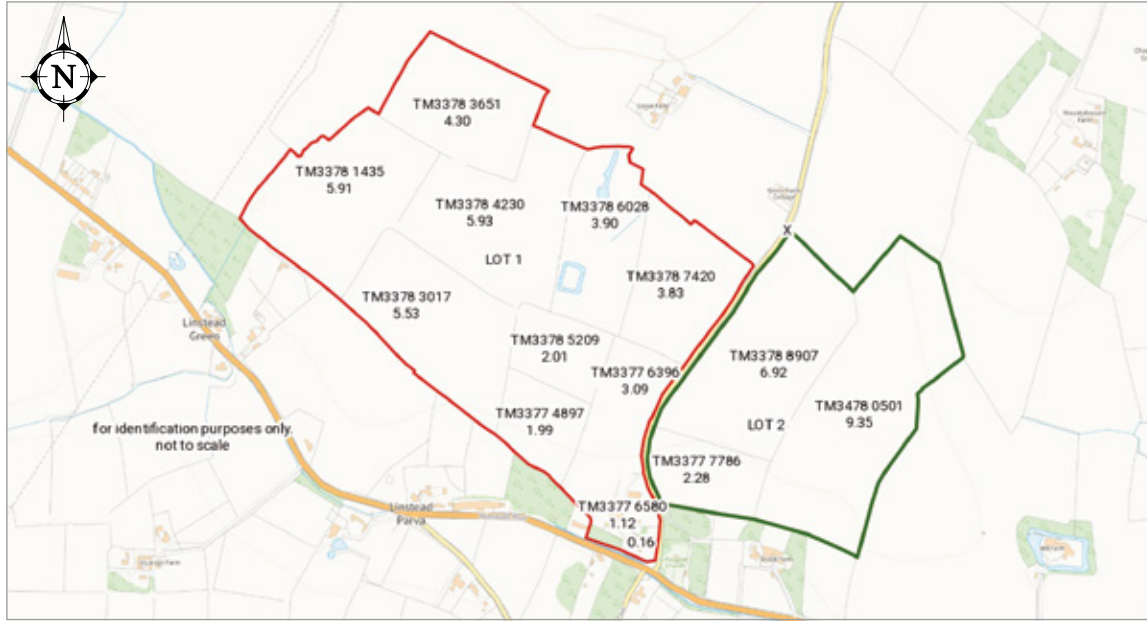 N
TM3378 3651
4.30
TM3378 1435
5.91
TM3378 4230
5.93
TM3378 6028
3.90
LOT 1
TM3378 7420
3.83
X
TM3378 3017
5.53
TM3378 5209
2.01
TM3377 6396
3.09
TM3378 8907
6.92
TM3478 0501
9.35
LOT 2
Linstead
Green
TM3377 4897
1.99
for identification purposes only.
not to scale
TM3377 7786
2.28
Linstead
Parva
TM3377 6580
1.12
0.16